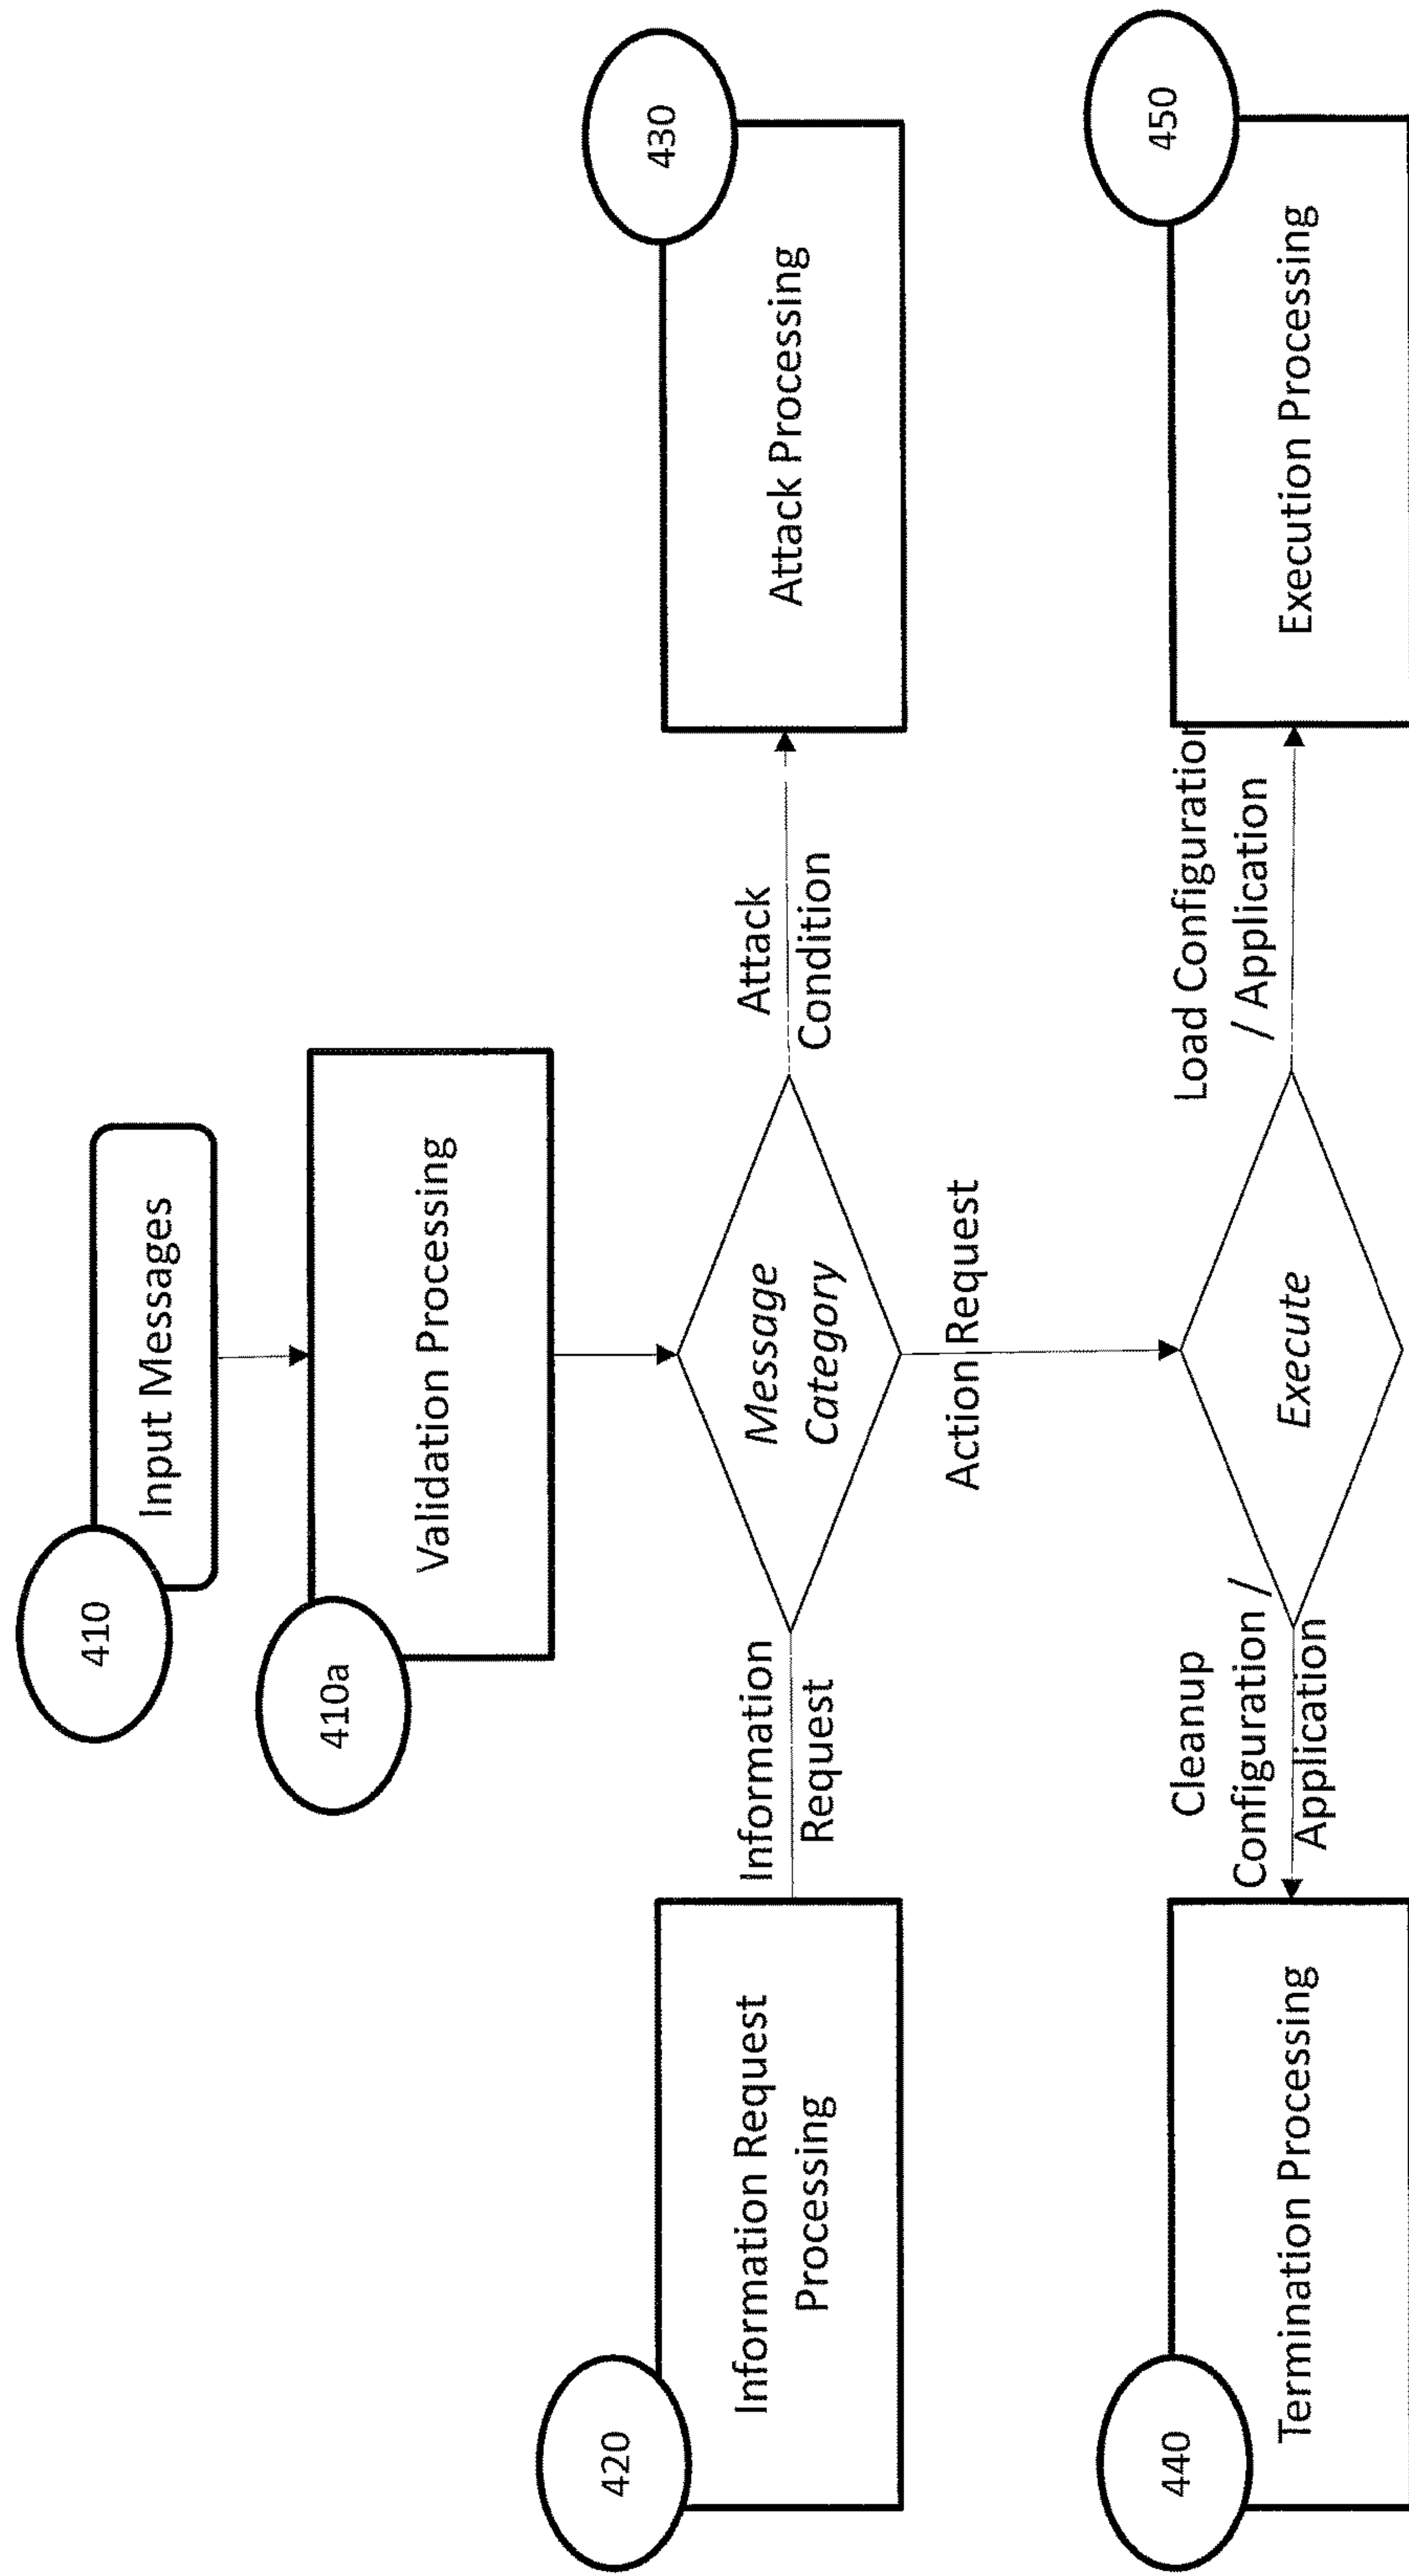 410
Input Messages
410a
Validation Processing
420
Information Request
Processing
Information
Request
Message
Category
Attack
Condition
430
Attack Processing
Action Request
440
Termination Processing
Cleanup
Configuration /
Application
Execute
Load Configuration
/ Application
450
Execution Processing